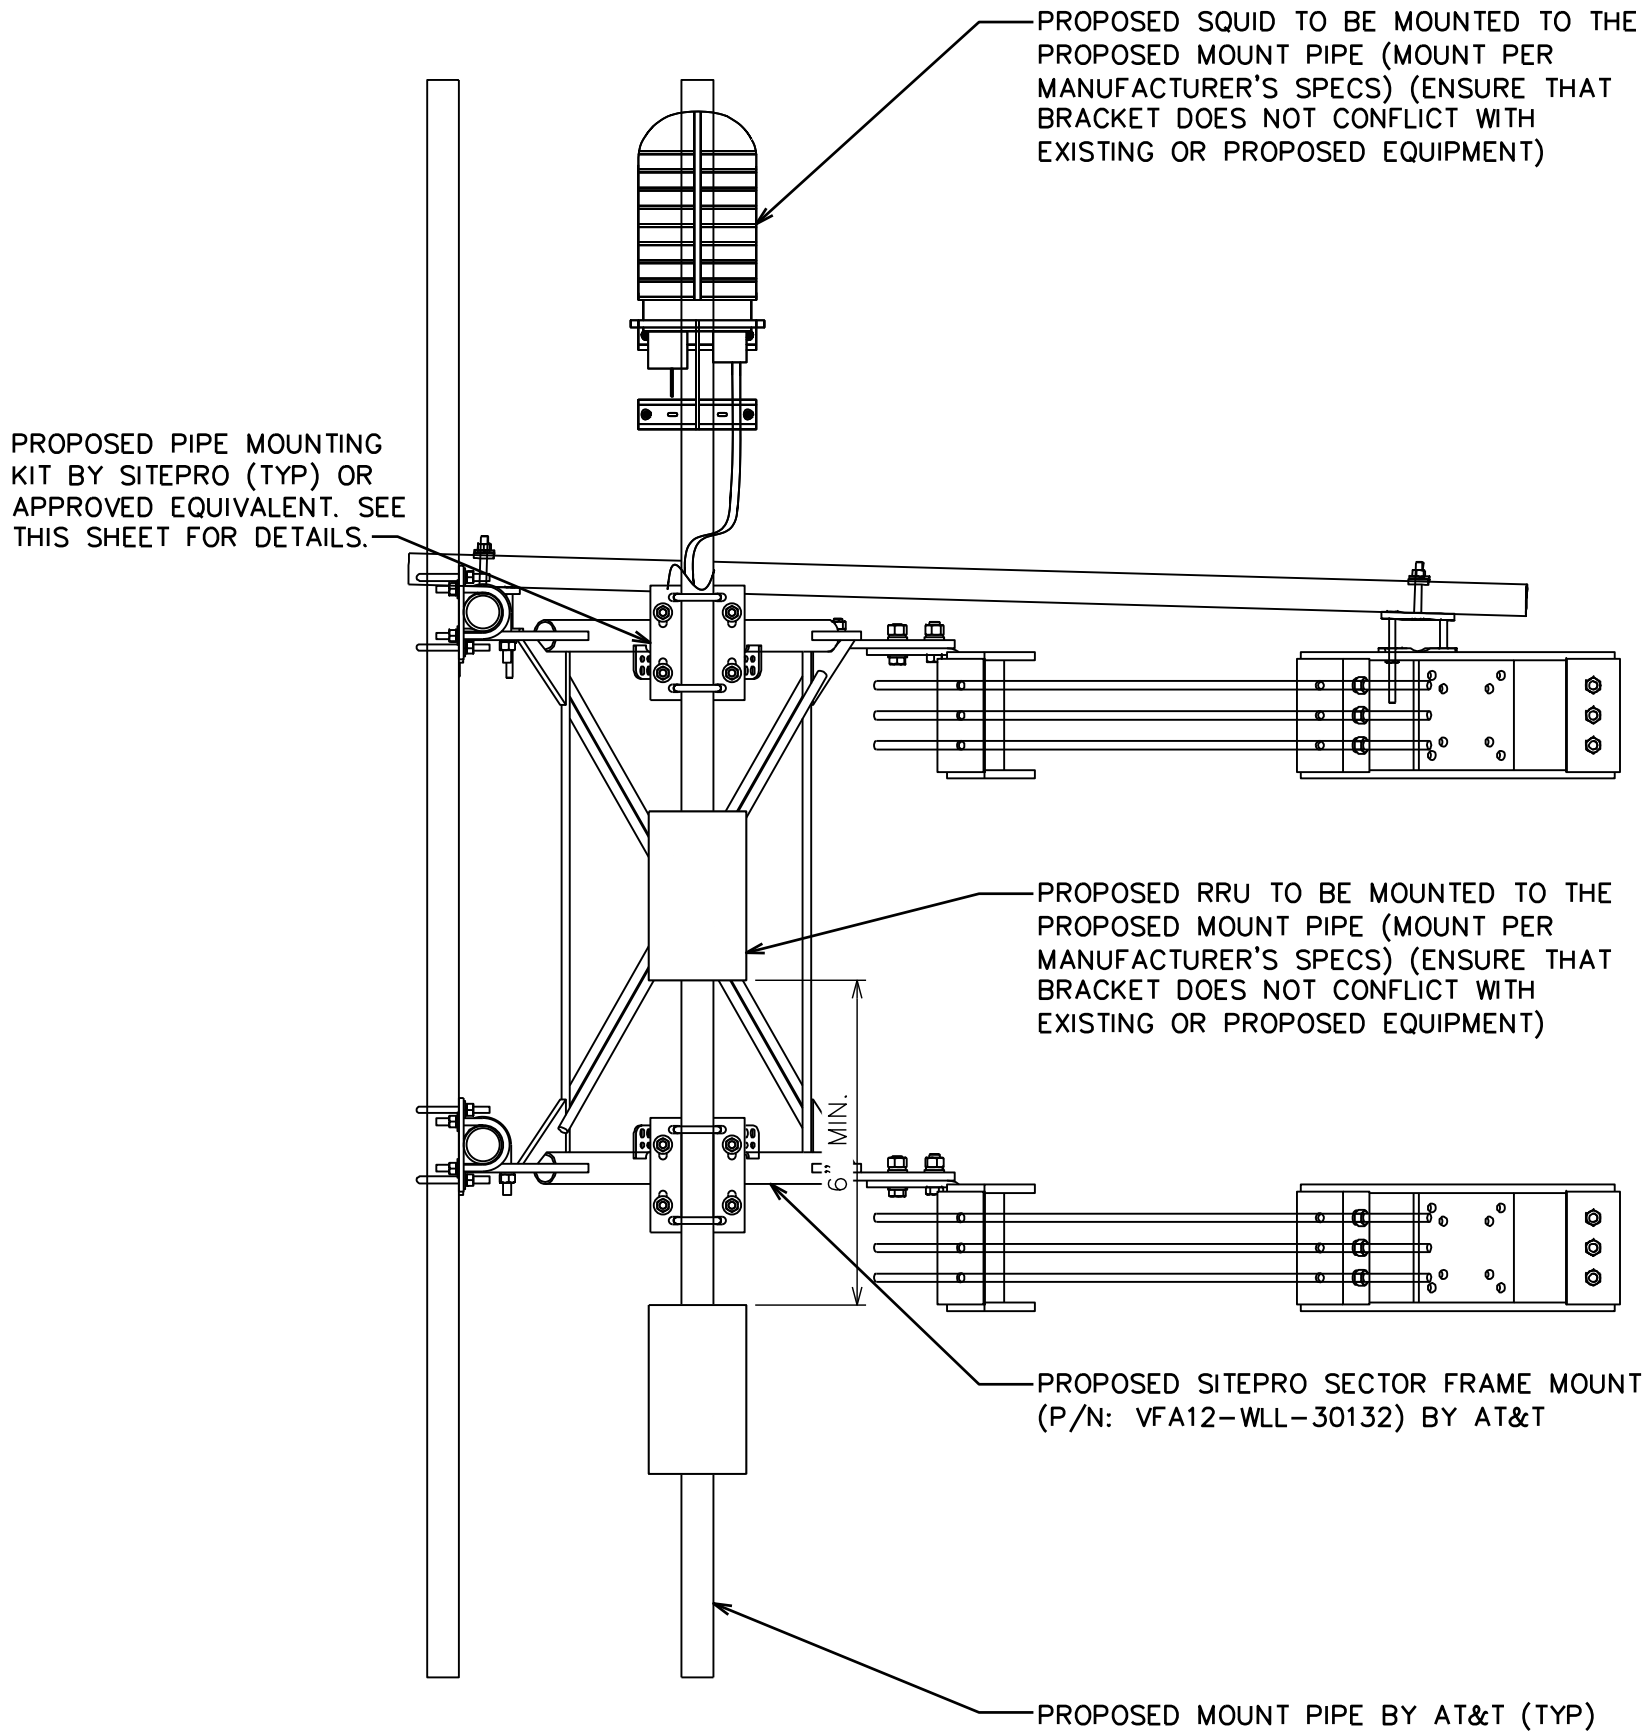 PROPOSED SQUID TO BE MOUNTED TO THE
PROPOSED MOUNT PIPE (MOUNT PER
MANUFACTURER'S SPECS) (ENSURE THAT
BRACKET DOES NOT CONFLICT WITH
EXISTING OR PROPOSED EQUIPMENT)
PROPOSED PIPE MOUNTING
KIT BY SITEPRO (TYP) OR
APPROVED EQUIVALENT. SEE
THIS SHEET FOR DETAILS.
PROPOSED RRU TO BE MOUNTED TO THE
PROPOSED MOUNT PIPE (MOUNT PER
MANUFACTURER'S SPECS) (ENSURE THAT
BRACKET DOES NOT CONFLICT WITH
EXISTING OR PROPOSED EQUIPMENT)
6" MIN.
PROPOSED SITEPRO SECTOR FRAME MOUNT
(P/N: VFA12-WLL-30132) BY AT&T
PROPOSED MOUNT PIPE BY AT&T (TYP)